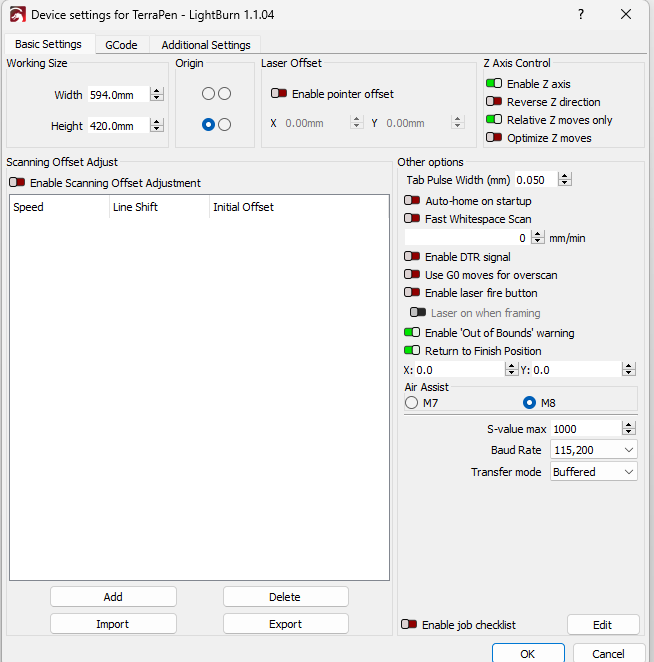 Device settings for TerraPen - LightBurn 1.1.04
?
Basic Settings GCode Additional Settings
Working Size
Width 594.0mm
Height 420.0mm
Origin
Laser Offset
Enable pointer offset
X 0.00mm Y 0.00mm
Z Axis Control
Enable Z axis
Reverse Z direction
Relative Z moves only
Optimize Z moves
Scanning Offset Adjust
Enable Scanning Offset Adjustment
Speed Line Shift Initial Offset
Add Delete
Import Export
Other options
Tab Pulse Width (mm) 0.050
Auto-home on startup
Fast Whitespace Scan
0 mm/min
Enable DTR signal
Use G0 moves for overscan
Enable laser fire button
Laser on when framing
Enable 'Out of Bounds' warning
Return to Finish Position
X: 0.0 Y: 0.0
Air Assist
M7 M8
S-value max 1000
Baud Rate 115,200
Transfer mode Buffered
Enable job checklist Edit
OK Cancel